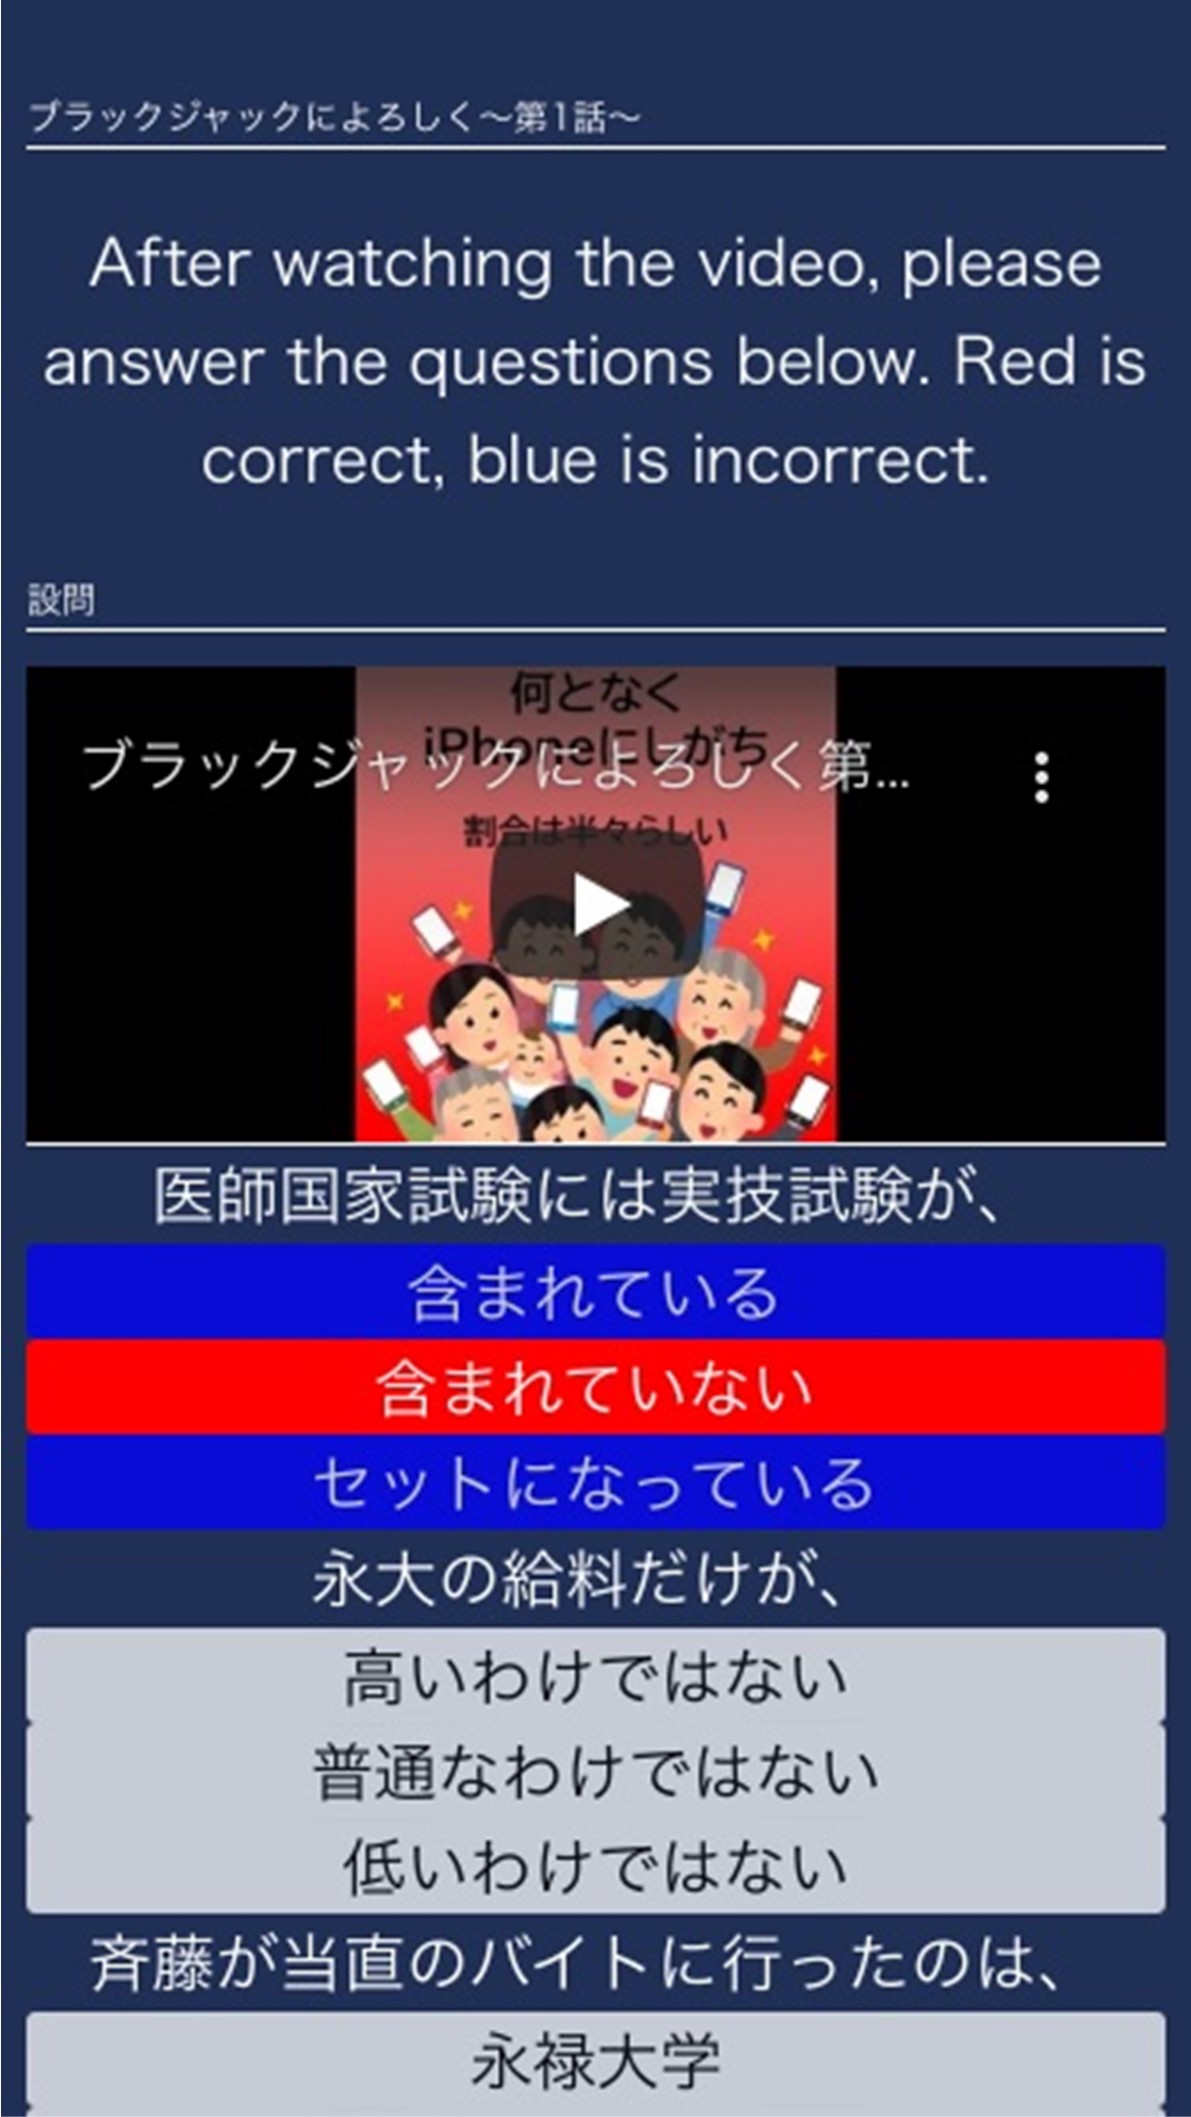 ブラックジャックによろしく〜第1話〜
After watching the video, please
answer the questions below. Red is
correct, blue is incorrect.
設問
何となく
iPhoneにしがち
ブラックジャックによろしく第...
割合は半々らしい
医師国家試験には実技試験が、
含まれている
含まれていない
セットになっている
永大の給料だけが、
高いわけではない
普通なわけではない
低いわけではない
斉藤が当直のバイトに行ったのは、
永禄大学